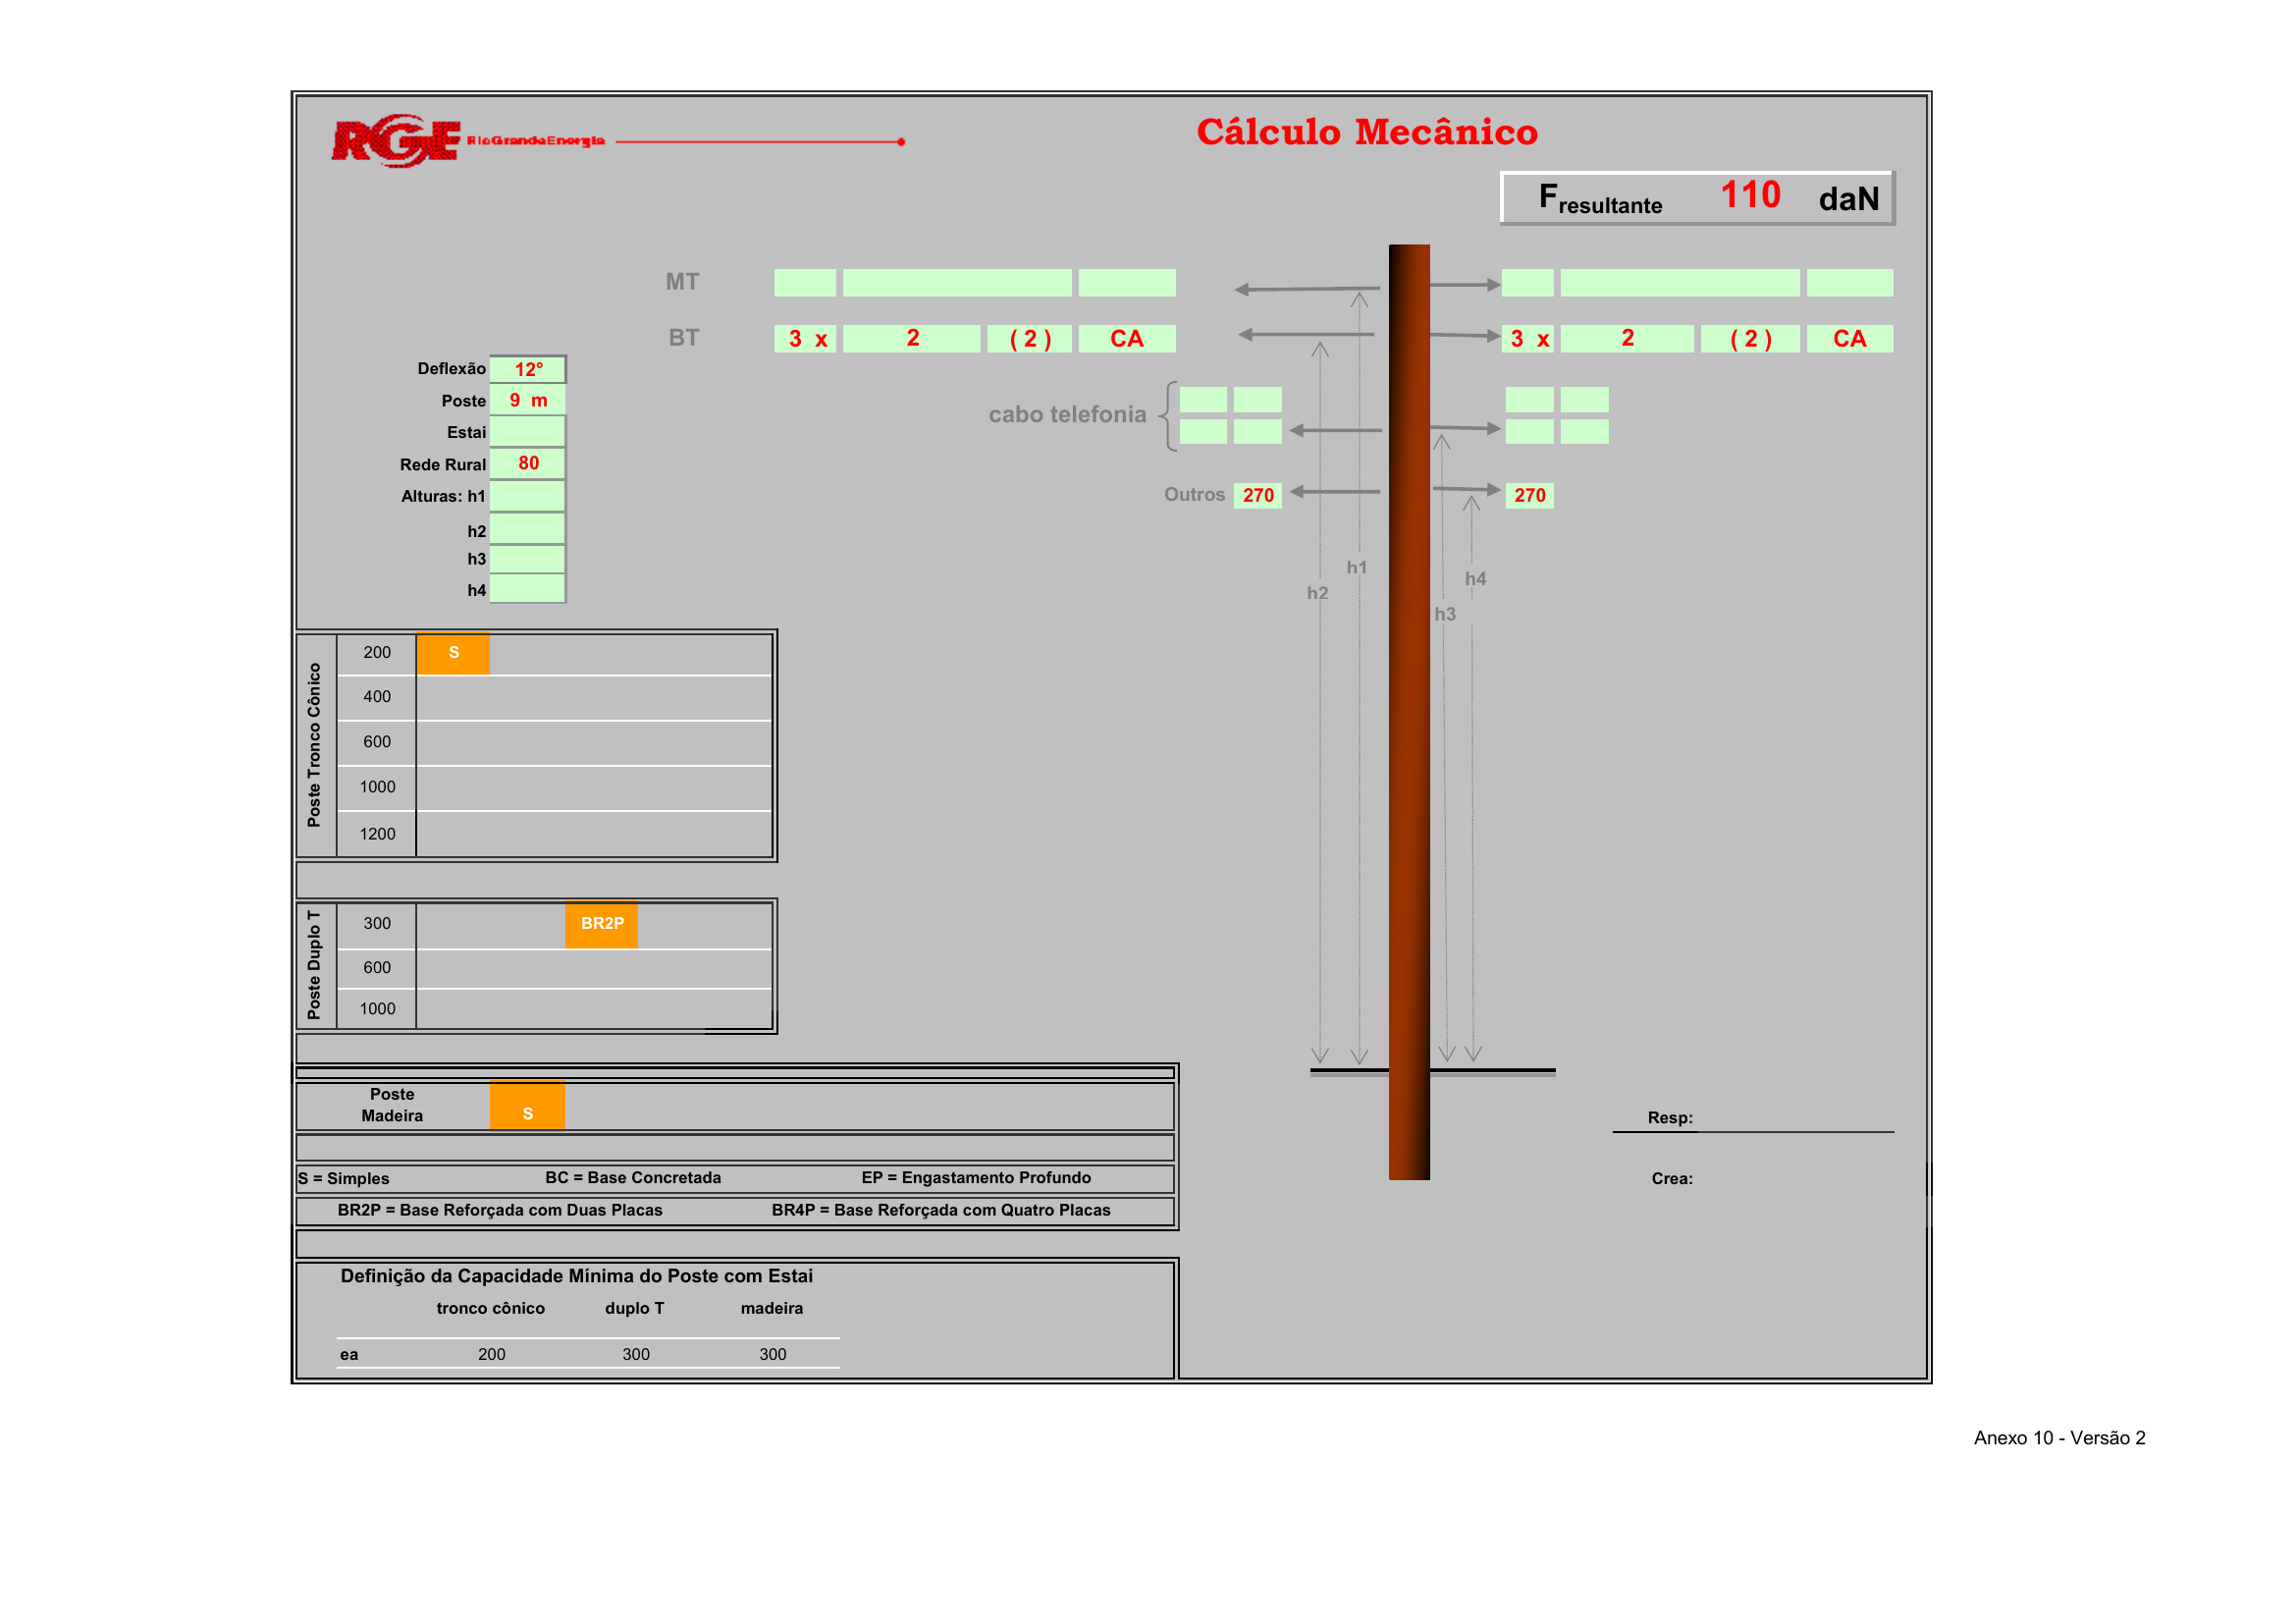 RGE RioGrandeEnergia
Cálculo Mecânico
Fresultante 110 daN
MT
BT 3 x 2 ( 2 ) CA 3 x 2 ( 2 ) CA
Deflexão 12°
Poste 9 m
Estai
cabo telefonia
Rede Rural 80
Alturas: h1
Outros 270 270
h2
h3
h4
h1
h2
h4
h3
Poste Tronco Cônico
200 S
400
600
1000
1200
Poste Duplo T
300 BR2P
600
1000
Poste
Madeira S
Resp:
S = Simples BC = Base Concretada EP = Engastamento Profundo
Crea:
BR2P = Base Reforçada com Duas Placas BR4P = Base Reforçada com Quatro Placas
Definição da Capacidade Mínima do Poste com Estai
tronco cônico duplo T madeira
ea 200 300 300
Anexo 10 - Versão 2